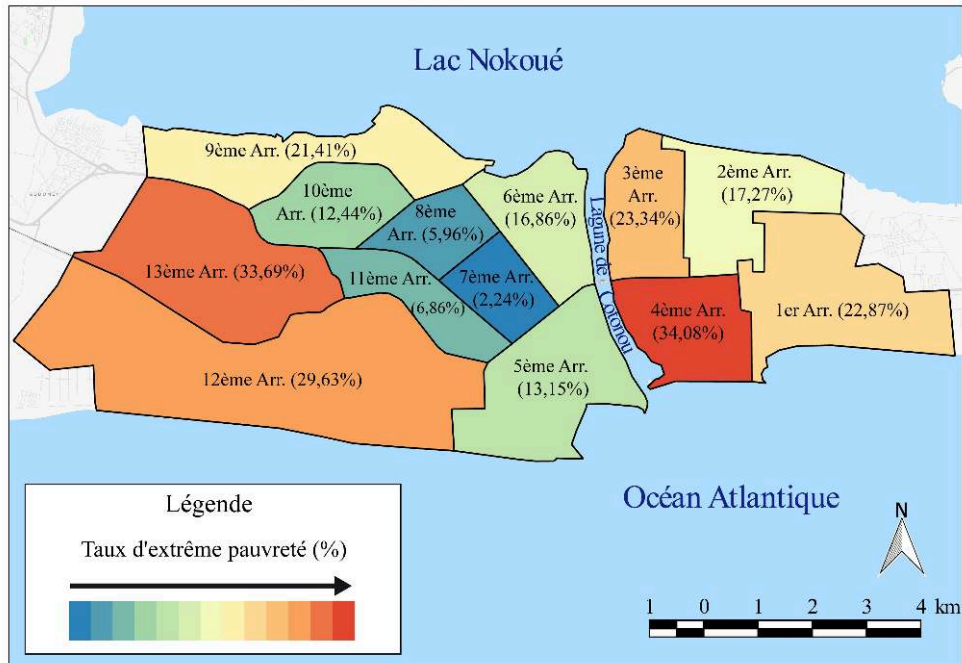 Lac Nokoué
9ème Arr. (21,41%)
10ème
Arr. (12,44%)
8ème
Arr. (5,96%)
6ème Arr.
(16,86%)
3ème
Arr.
(23,34%)
2ème Arr.
(17,27%)
13ème Arr. (33,69%)
11ème Arr.
(6,86%)
7ème Arr.
(2,24%)
Lagune de Cotonou
4ème Arr.
(34,08%)
1er Arr. (22,87%)
12ème Arr. (29,63%)
5ème Arr.
(13,15%)
Océan Atlantique
Légende
Taux d'extrême pauvreté (%)
N
1 0 1 2 3 4 km